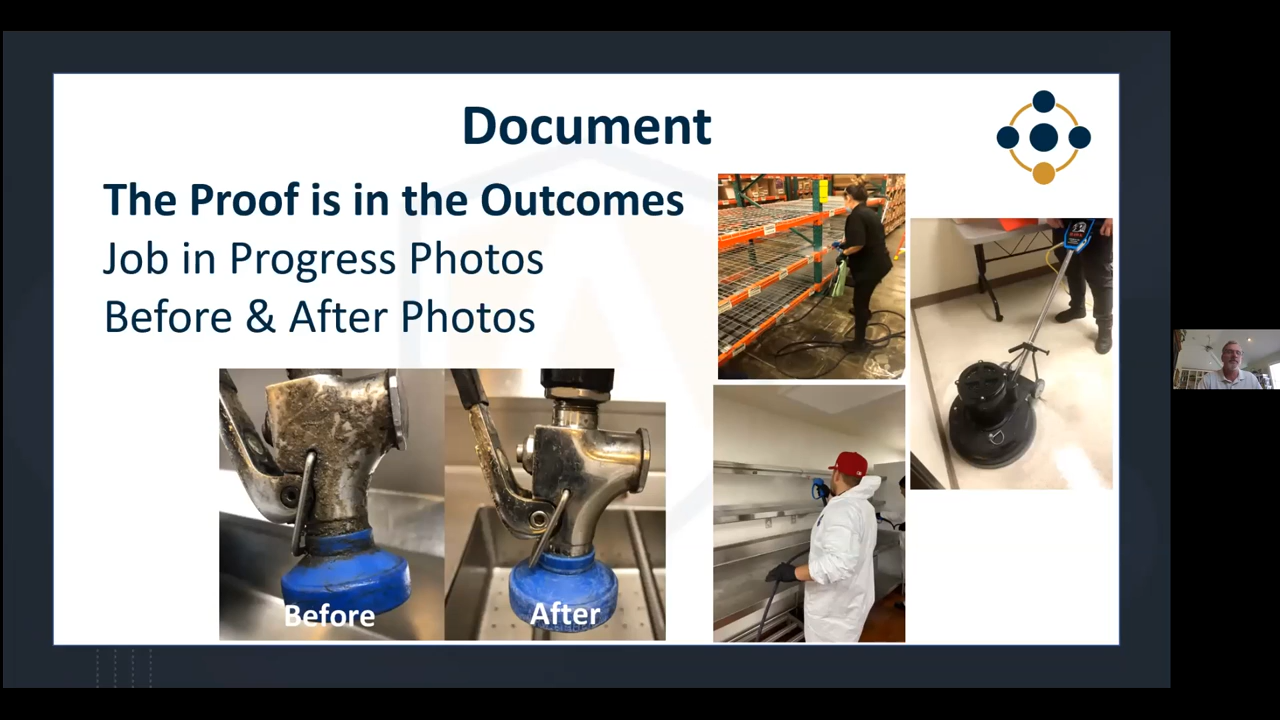 Document
The Proof is in the Outcomes
Job in Progress Photos
Before & After Photos
Before
After